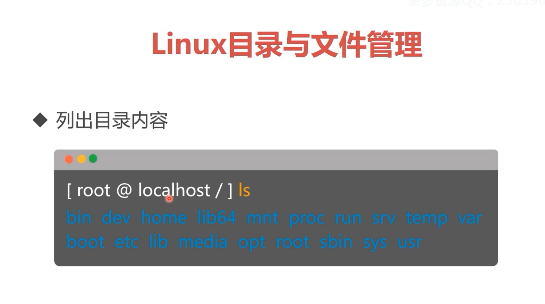 Linux目录与文件管理
◆ 列出目录内容
[ root @ localhost / ] ls
bin dev home lib64 mnt proc run srv temp var
boot etc lib media opt root sbin sys usr